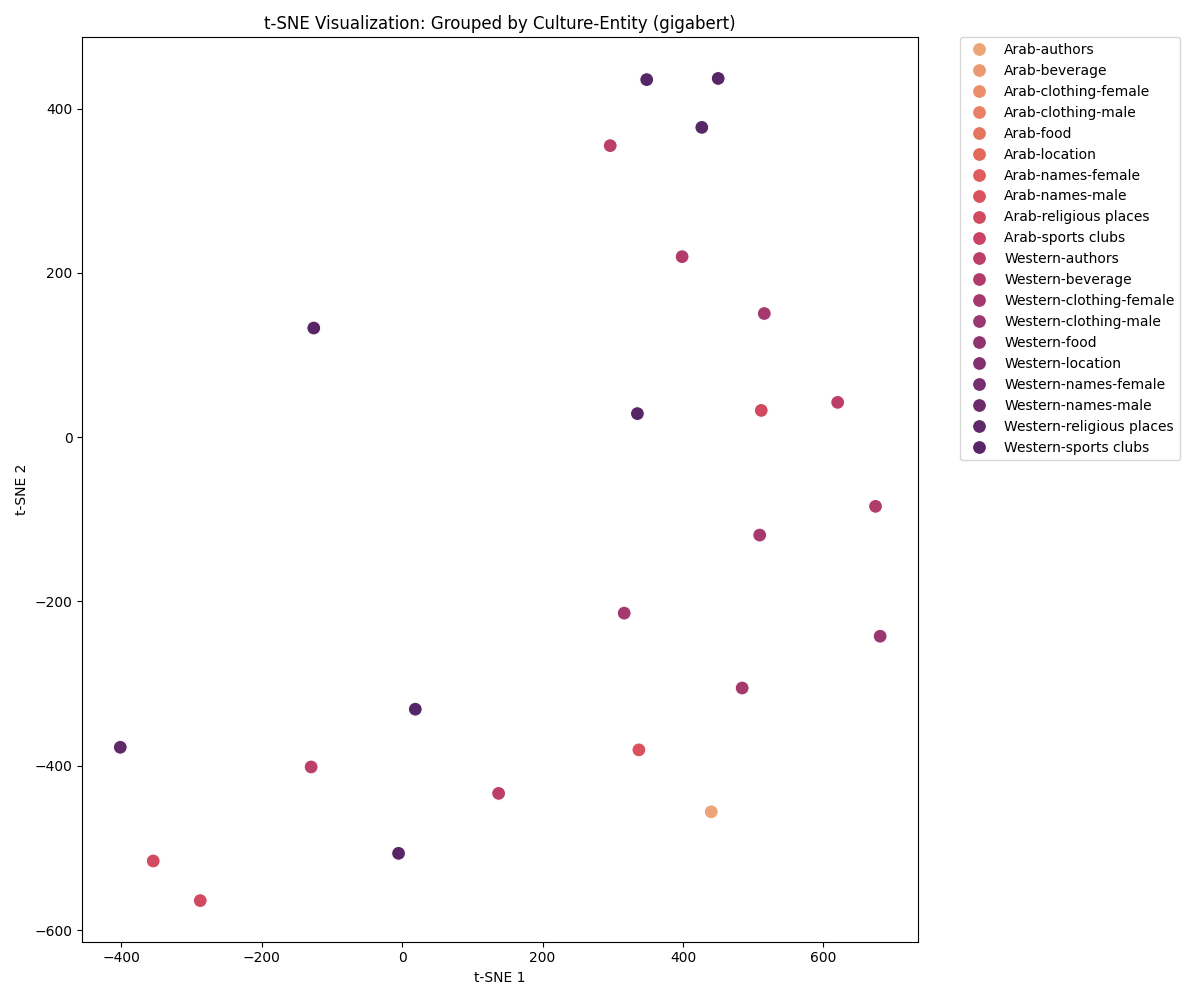 t-SNE Visualization: Grouped by Culture-Entity (gigabert)
400
200
0
−200
−400
−600
t-SNE 2
−400
−200
0
200
400
600
t-SNE 1
Arab-authors
Arab-beverage
Arab-clothing-female
Arab-clothing-male
Arab-food
Arab-location
Arab-names-female
Arab-names-male
Arab-religious places
Arab-sports clubs
Western-authors
Western-beverage
Western-clothing-female
Western-clothing-male
Western-food
Western-location
Western-names-female
Western-names-male
Western-religious places
Western-sports clubs